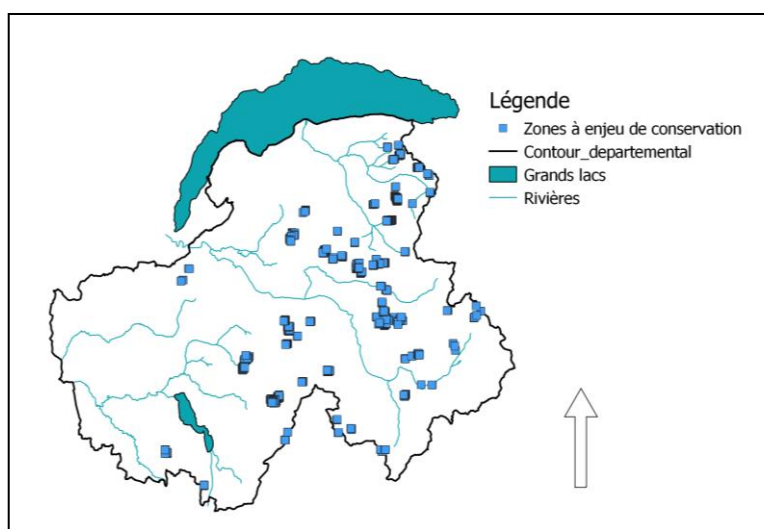 Légende
Zones à enjeu de conservation
Contour_departemental
Grands lacs
Rivières